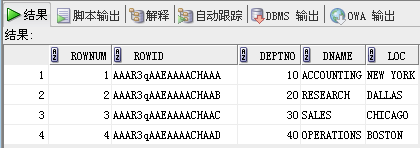 结果 脚本输出 解释 自动跟踪 DBMS 输出 OWA 输出
结果:
ROWNUM ROWID DEPTNO DNAME LOC
1 1 AAAR3qAAEAAAACHAAA 10 ACCOUNTING NEW YORK
2 2 AAAR3qAAEAAAACHAAB 20 RESEARCH DALLAS
3 3 AAAR3qAAEAAAACHAAC 30 SALES CHICAGO
4 4 AAAR3qAAEAAAACHAAD 40 OPERATIONS BOSTON